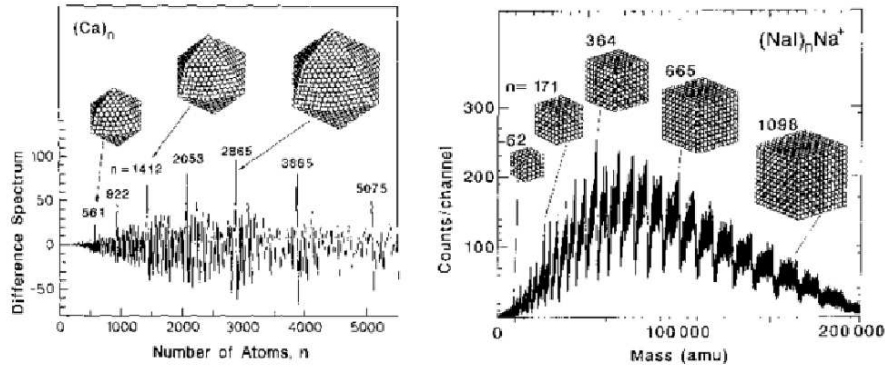 (Ca)n
2053
2865
n=1412
3855
922
561
5075
100
50
0
-50
Difference Spectrum
0 1000 2000 3000 4000 5000
Number of Atoms, n
364
(NaI)nNa+
665
n= 171
1098
62
300
200
100
Counts/channel
0 100 000 200 000
Mass (amu)